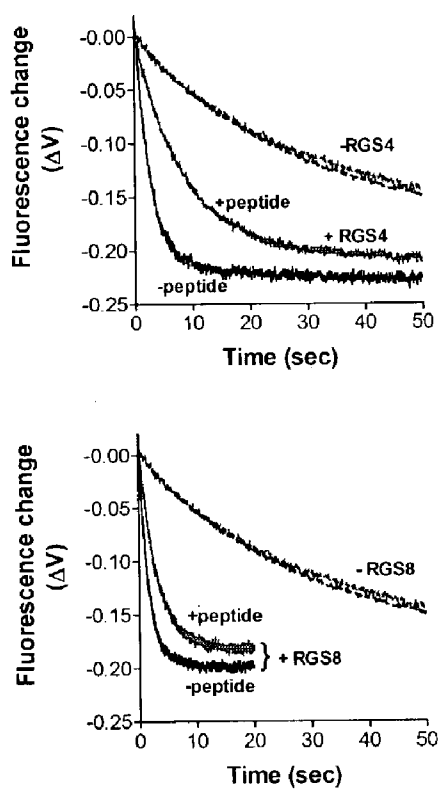 Fluorescence change
(ΔV)
-0.00
-0.05
-0.10
-0.15
-0.20
-0.25
-RGS4
+peptide
+ RGS4
-peptide
0
10
20
30
40
50
Time (sec)
Fluorescence change
(ΔV)
-0.00
-0.05
-0.10
-0.15
-0.20
-0.25
- RGS8
+peptide
} + RGS8
-peptide
0
10
20
30
40
50
Time (sec)